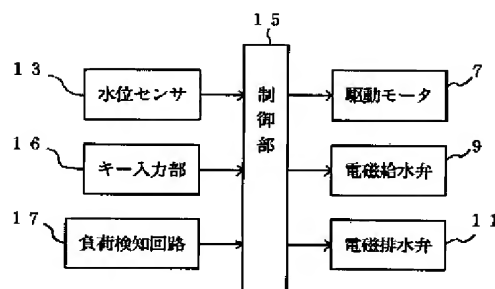 15
13
水位センサ
16
キー入力部
17
負荷検知回路
制御部
7
駆動モータ
9
電磁給水弁
11
電磁排水弁